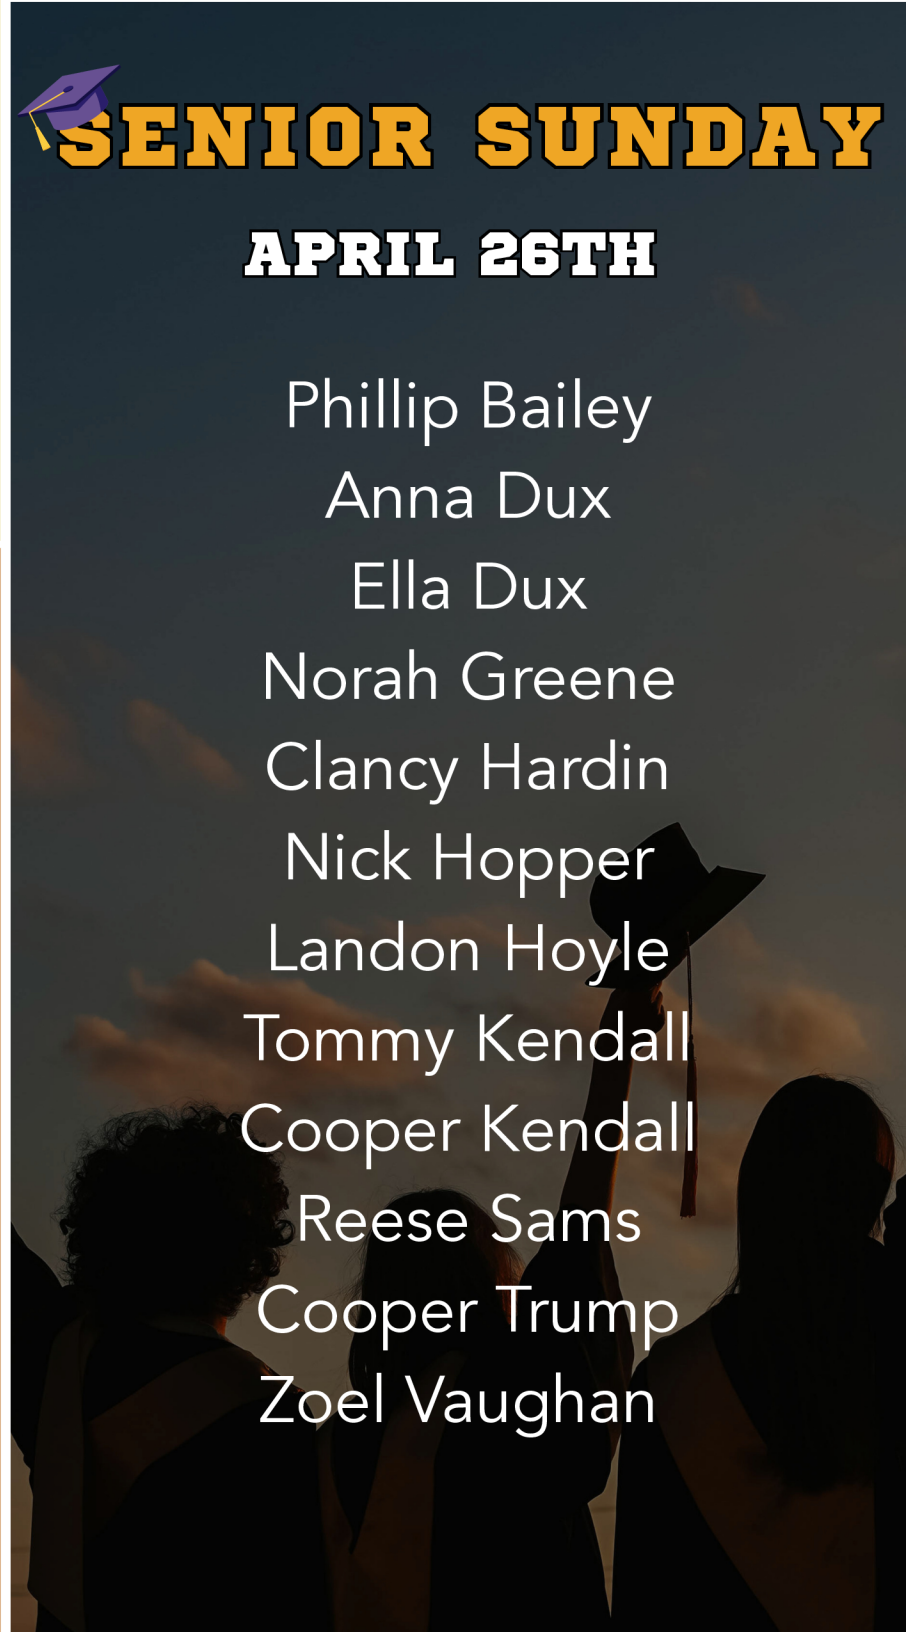 SENIOR SUNDAY
APRIL 26TH
Phillip Bailey
Anna Dux
Ella Dux
Norah Greene
Clancy Hardin
Nick Hopper
Landon Hoyle
Tommy Kendall
Cooper Kendall
Reese Sams
Cooper Trump
Zoel Vaughan